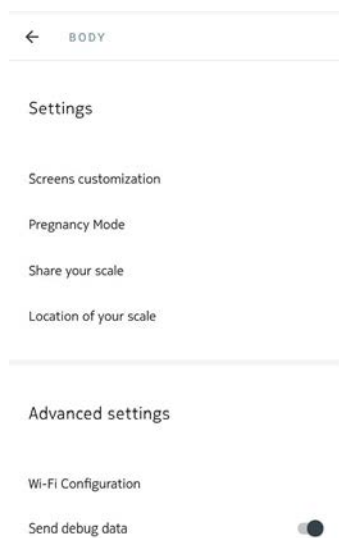 BODY
Settings
Screens customization
Pregnancy Mode
Share your scale
Location of your scale
Advanced settings
Wi-Fi Configuration
Send debug data